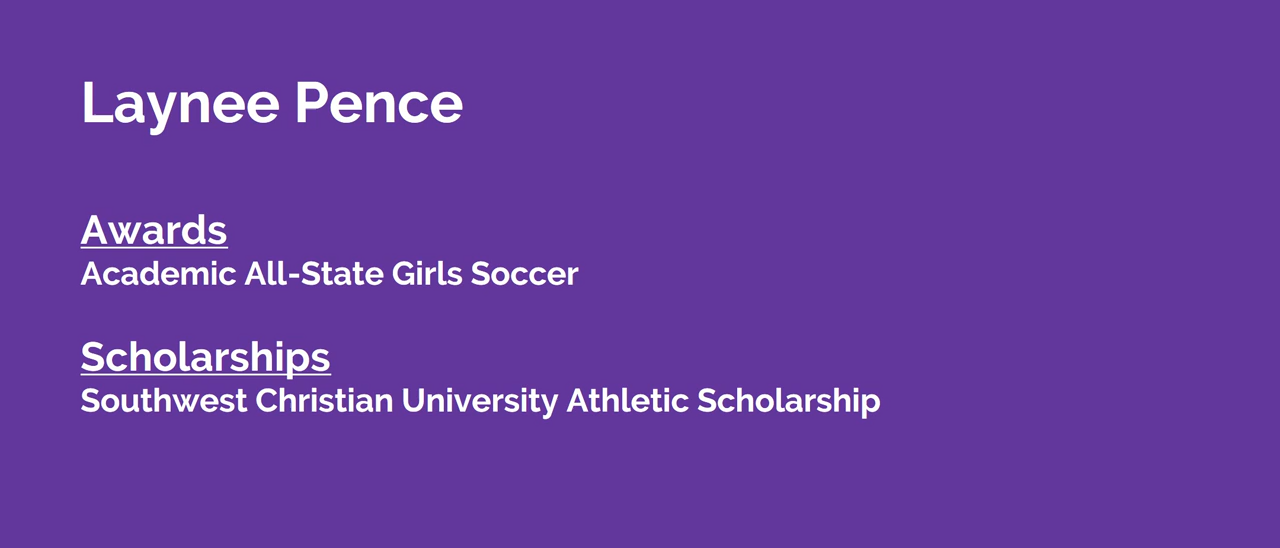 Laynee Pence
Awards
Academic All-State Girls Soccer
Scholarships
Southwest Christian University Athletic Scholarship